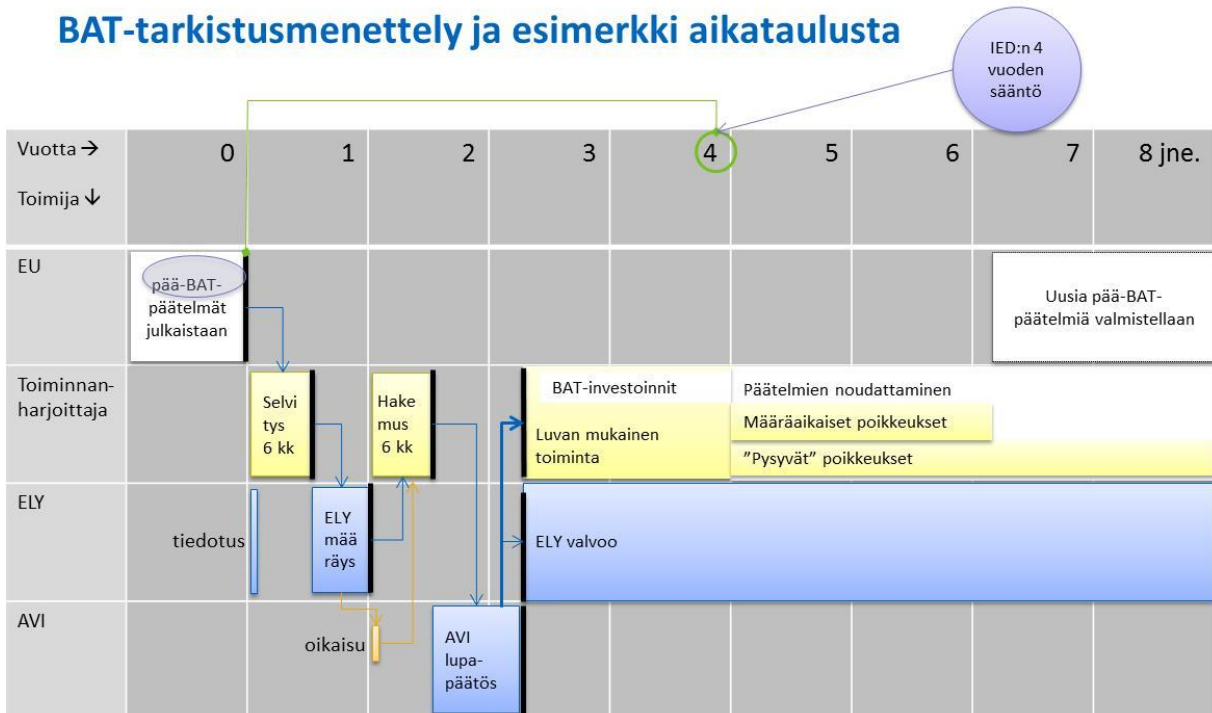 BAT-tarkistusmenettely ja esimerkki aikataulusta
IED:n 4
vuoden
sääntö
Vuotta →
0 1 2 3 4 5 6 7 8 jne.
Toimija ↓
EU
pää-BAT-
päätelmät
julkaistaan
Uusia pää-BAT-
päätelmiä valmistellaan
Toiminnan-
harjoittaja
Selvi
tys
6 kk
Hake
mus
6 kk
BAT-investoinnit
Luvan mukainen
toiminta
Päätelmien noudattaminen
Määräaikaiset poikkeukset
”Pysyvät” poikkeukset
ELY
tiedotus
ELY
mää
räys
ELY valvoo
AVI
oikaisu
AVI
lupa-
päätös